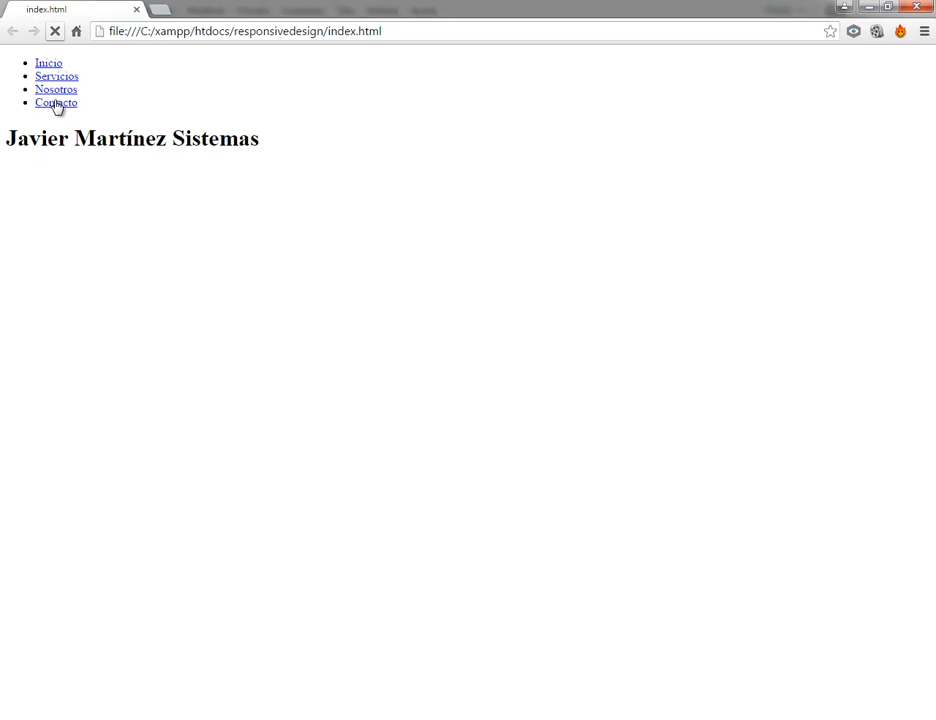 index.html
file:///C:/xampp/htdocs/responsivedesign/index.html
Inicio
Servicios
Nosotros
Contacto
Javier Martínez Sistemas